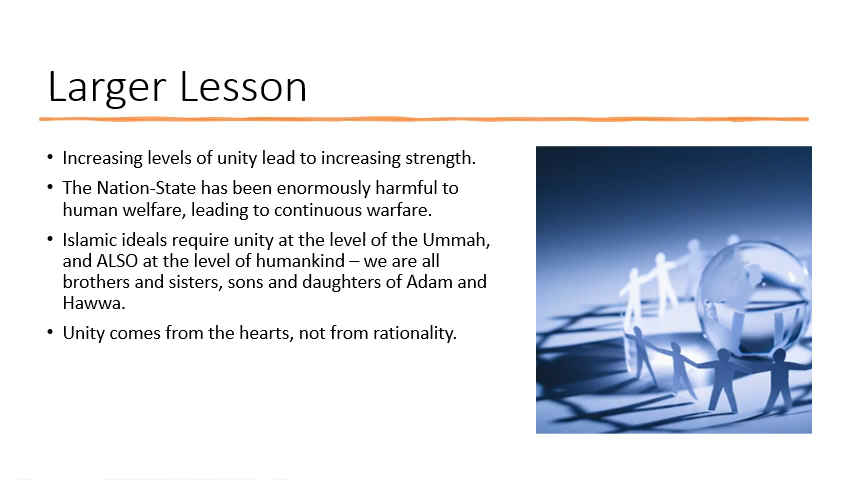 Larger Lesson
• Increasing levels of unity lead to increasing strength.
• The Nation-State has been enormously harmful to
human welfare, leading to continuous warfare.
• Islamic ideals require unity at the level of the Ummah,
and ALSO at the level of humankind – we are all
brothers and sisters, sons and daughters of Adam and
Hawwa.
• Unity comes from the hearts, not from rationality.